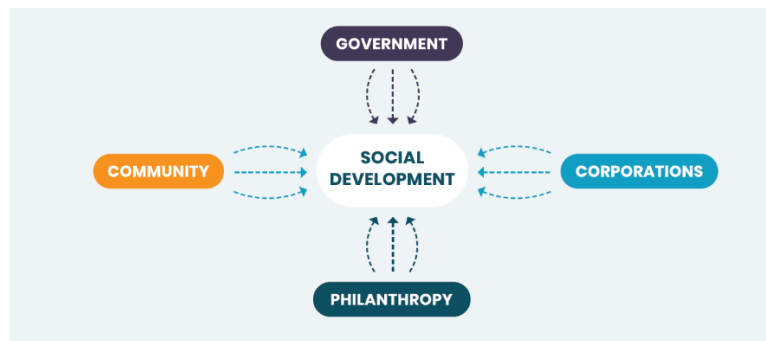 GOVERNMENT
COMMUNITY
SOCIAL
DEVELOPMENT
CORPORATIONS
PHILANTHROPY